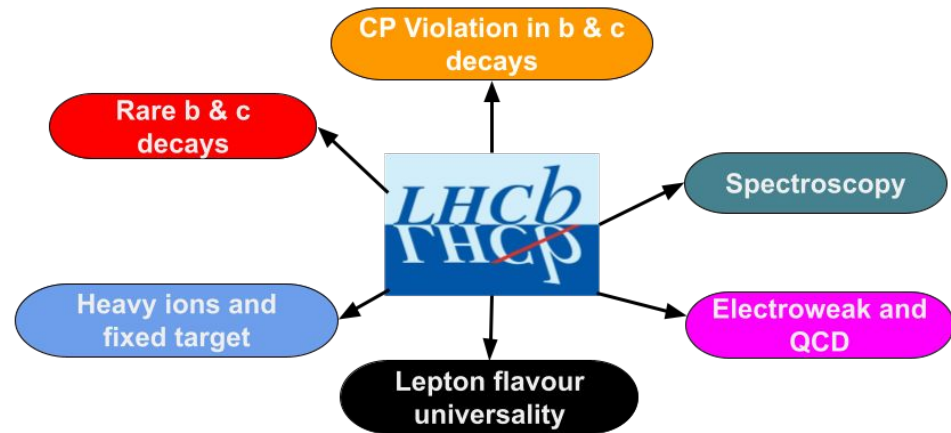 CP Violation in b & c
decays
Rare b & c
decays
LHCb
LHCb
Spectroscopy
Heavy ions and
fixed target
Electroweak and
QCD
Lepton flavour
universality